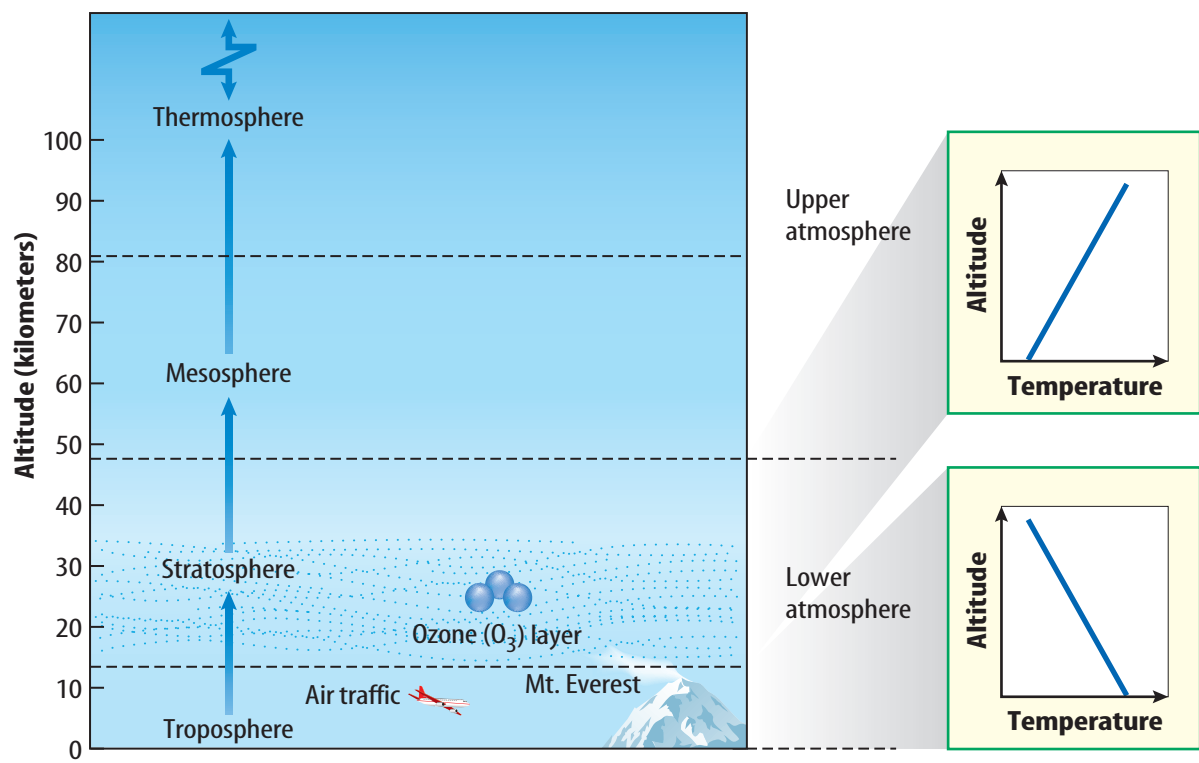 Altitude (kilometers)
100
90
80
70
60
50
40
30
20
10
0
Thermosphere
Mesosphere
Stratosphere
Ozone (O₃) layer
Mt. Everest
Air traffic
Troposphere
Upper
atmosphere
Altitude
Temperature
Lower
atmosphere
Altitude
Temperature